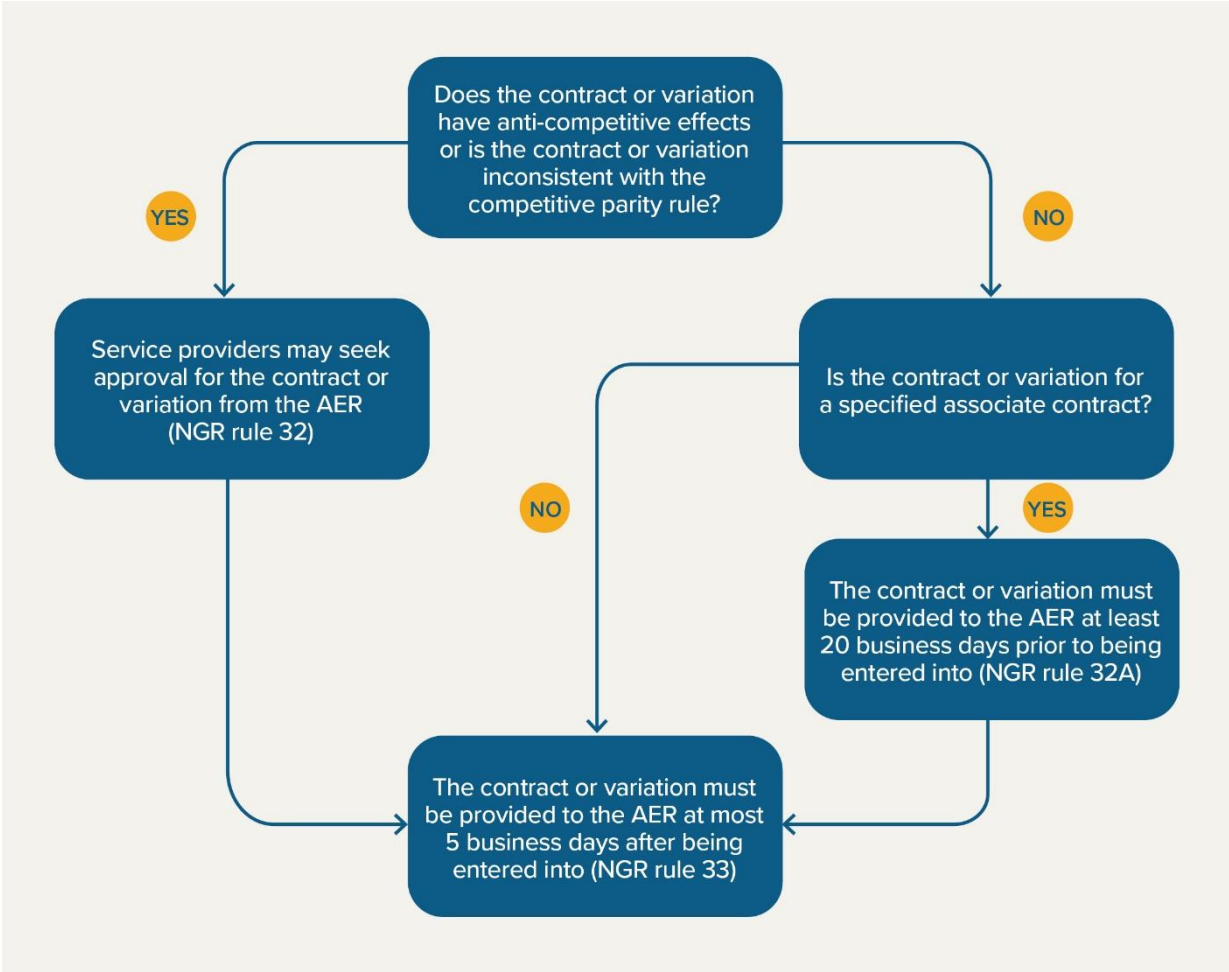 Does the contract or variation
have anti-competitive effects
or is the contract or variation
inconsistent with the
competitive parity rule?
YES
NO
Service providers may seek
approval for the contract or
variation from the AER
(NGR rule 32)
Is the contract or variation for
a specified associate contract?
NO
YES
The contract or variation must
be provided to the AER at least
20 business days prior to being
entered into (NGR rule 32A)
The contract or variation must
be provided to the AER at most
5 business days after being
entered into (NGR rule 33)